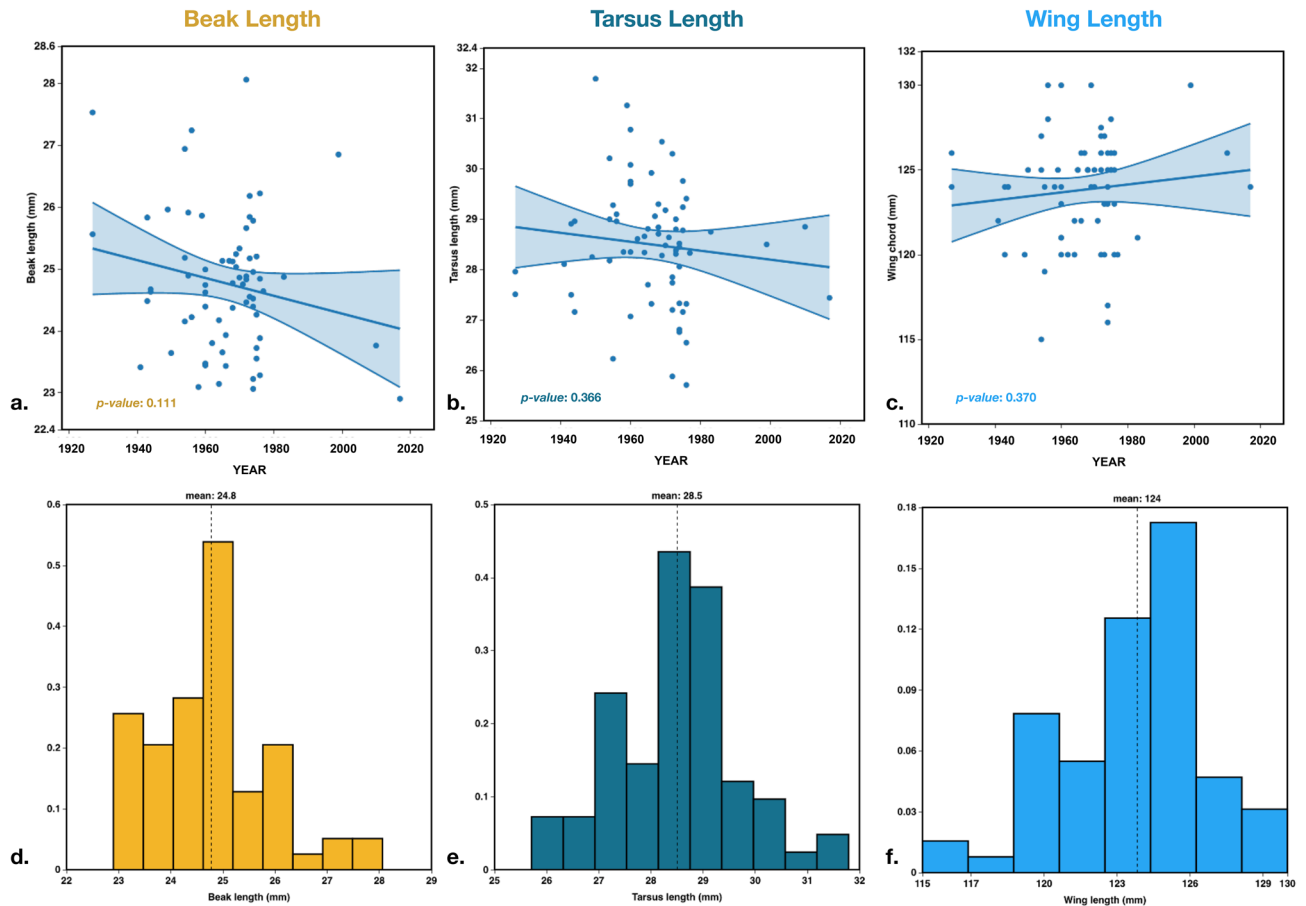 Beak Length
Tarsus Length
Wing Length
a.
28.6
28
27
26
25
24
23
22.4
Beak length (mm)
p-value: 0.111
1920 1940 1960 1980 2000 2020
YEAR
b.
32.4
32
31
30
29
28
27
26
25
Tarsus length (mm)
p-value: 0.366
1920 1940 1960 1980 2000 2020
YEAR
c.
132
130
125
120
115
110
Wing chord (mm)
p-value: 0.370
1920 1940 1960 1980 2000 2020
YEAR
d.
mean: 24.8
0.6
0.5
0.4
0.3
0.2
0.1
0
22 23 24 25 26 27 28 29
Beak length (mm)
e.
mean: 28.5
0.5
0.4
0.3
0.2
0.1
0
25 26 27 28 29 30 31 32
Tarsus length (mm)
f.
mean: 124
0.18
0.15
0.12
0.09
0.06
0.03
0
115 117 120 123 126 129 130
Wing length (mm)